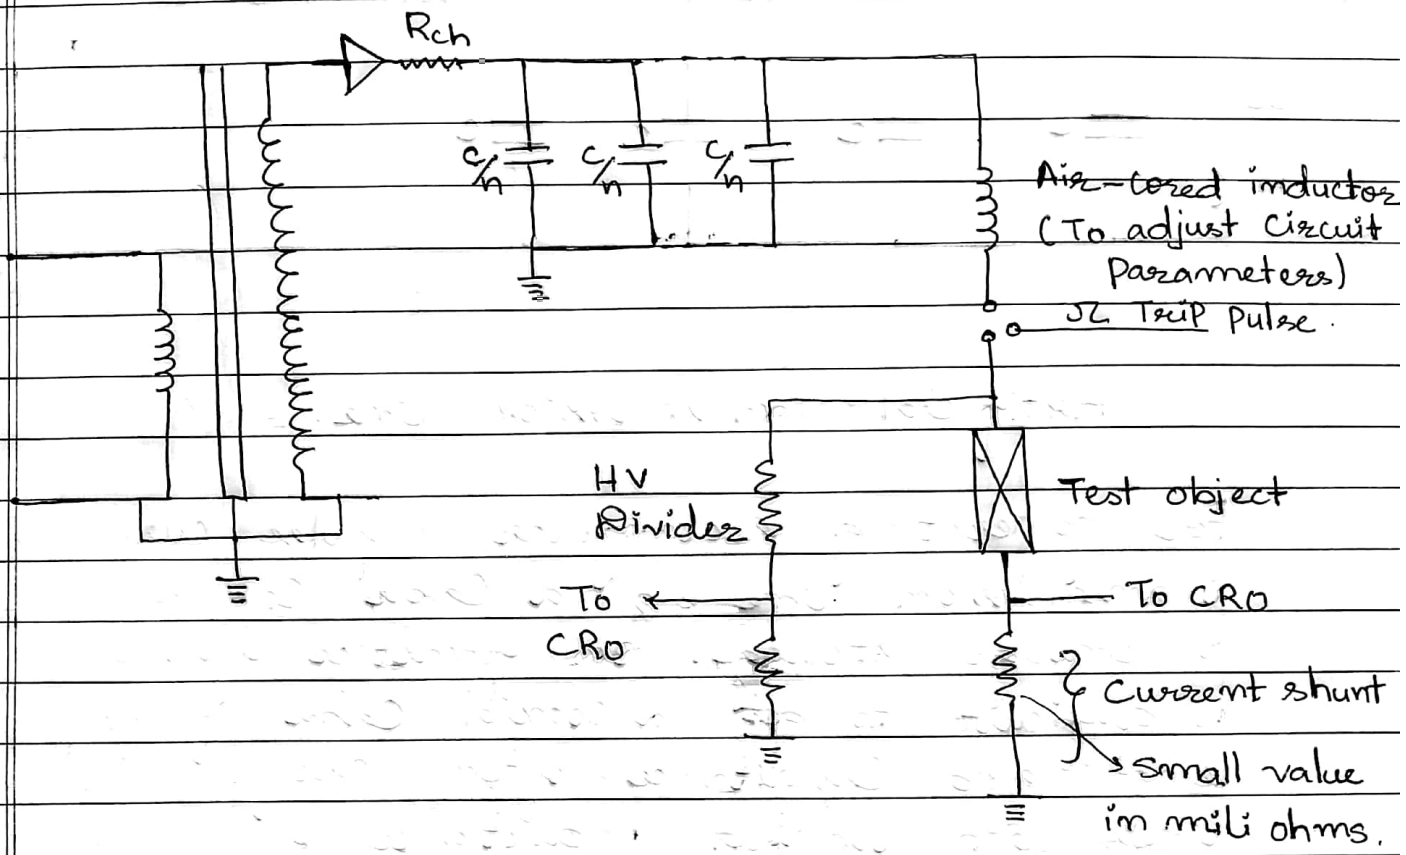 Rch
C/n C/n C/n
Air-cored inductor
(To adjust Circuit
Parameters)
Trip Pulse.
HV
Divider
Test object
To
CRO
To CRO
Current shunt
small value
in mili ohms.